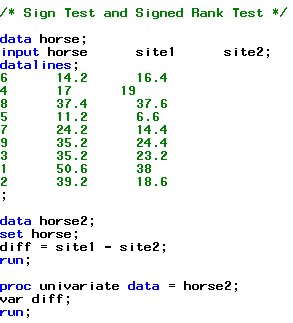 /* Sign Test and Signed Rank Test */
data horse;
input horse site1 site2;
datalines;
6 14.2 16.4
4 17 19
8 37.4 37.6
5 11.2 6.6
7 24.2 14.4
9 35.2 24.4
3 35.2 23.2
1 50.6 38
2 39.2 18.6
;
data horse2;
set horse;
diff = site1 - site2;
run;
proc univariate data = horse2;
var diff;
run;